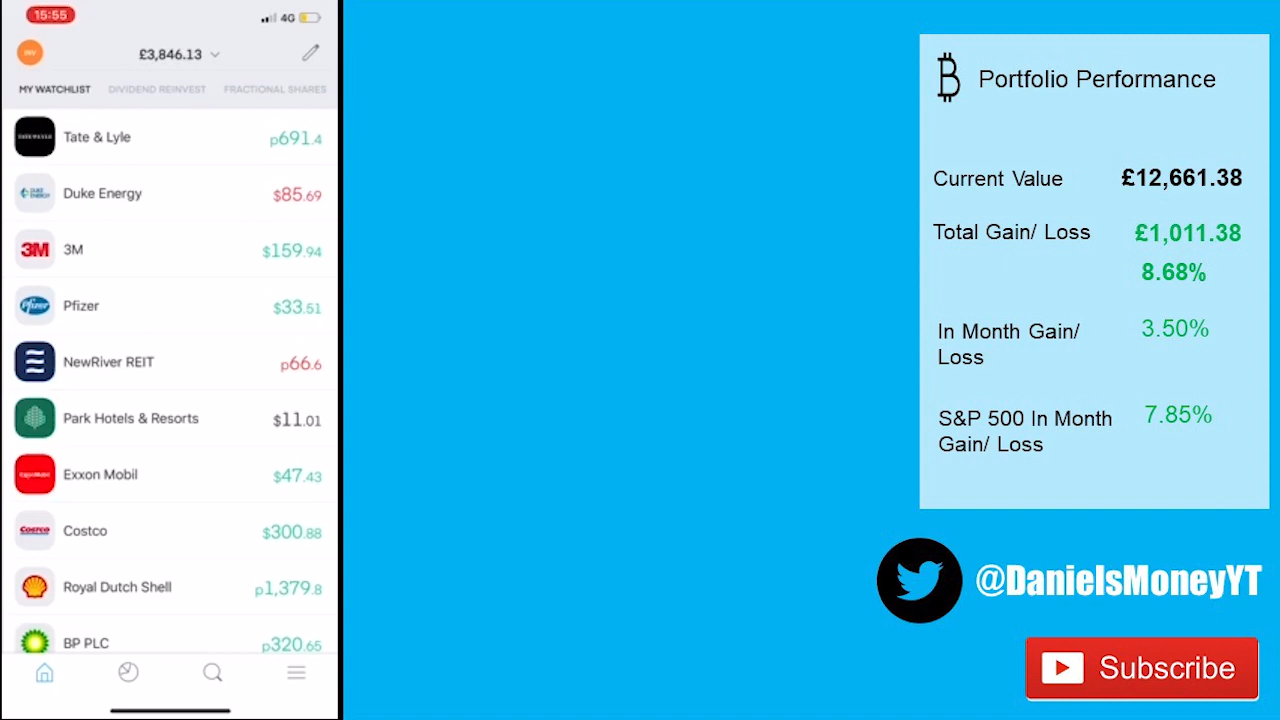 15:55
4G
£3,846.13
MY WATCHLIST DIVIDEND REINVEST FRACTIONAL SHARES
Tate & Lyle p691.4
Duke Energy $85.69
3M 3M $159.94
Pfizer Pfizer $33.51
NewRiver REIT p66.6
Park Hotels & Resorts $11.01
Exxon Mobil $47.43
Costco Costco $300.88
Royal Dutch Shell p1,379.8
BP PLC p320.65
Portfolio Performance
Current Value £12,661.38
Total Gain/ Loss £1,011.38
8.68%
In Month Gain/ 3.50%
Loss
S&P 500 In Month 7.85%
Gain/ Loss
@DanielsMoneyYT
Subscribe